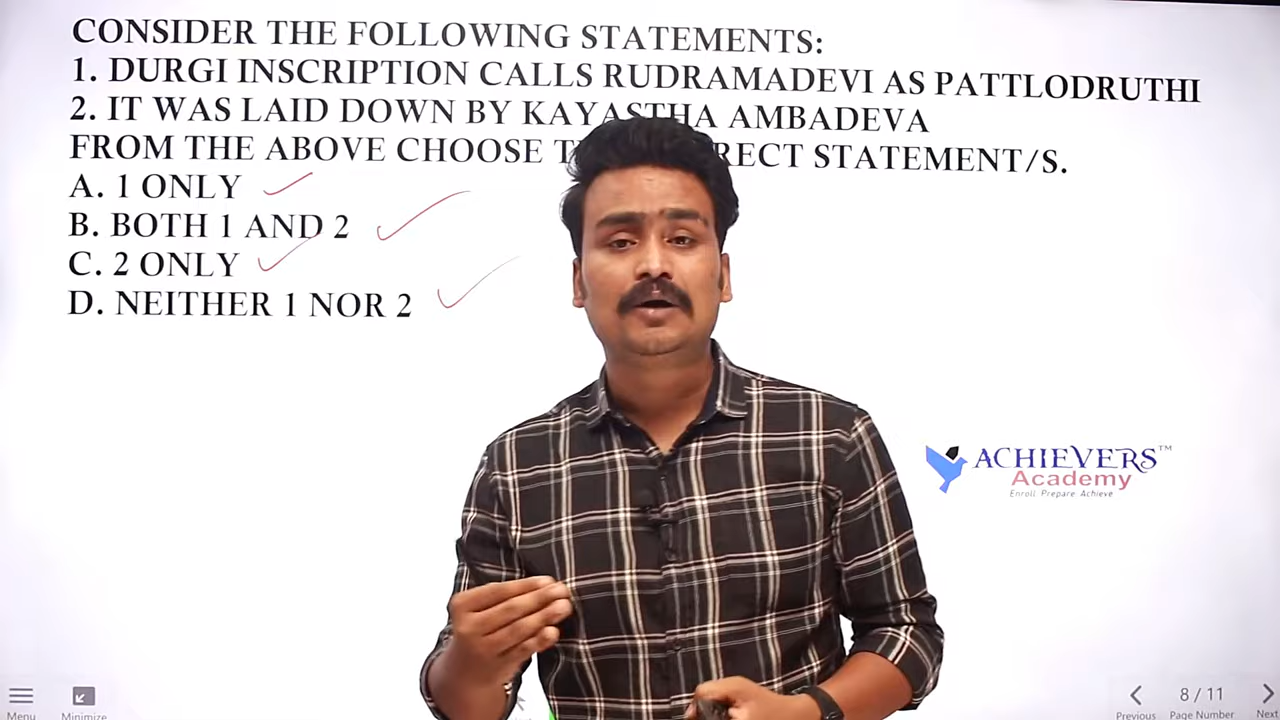 CONSIDER THE FOLLOWING STATEMENTS:
1. DURGI INSCRIPTION CALLS RUDRAMADEVI AS PATTLODRUTHI
2. IT WAS LAID DOWN BY KAYASTHA AMBADEVA
FROM THE ABOVE CHOOSE STATEMENT/S.
A. 1 ONLY
B. BOTH 1 AND 2
C. 2 ONLY
D. NEITHER 1 NOR 2
ACHIEVERS™
Academy
Enroll Prepare Achieve
8 / 11
Menu
Minimize
Previous
Page Number
Next